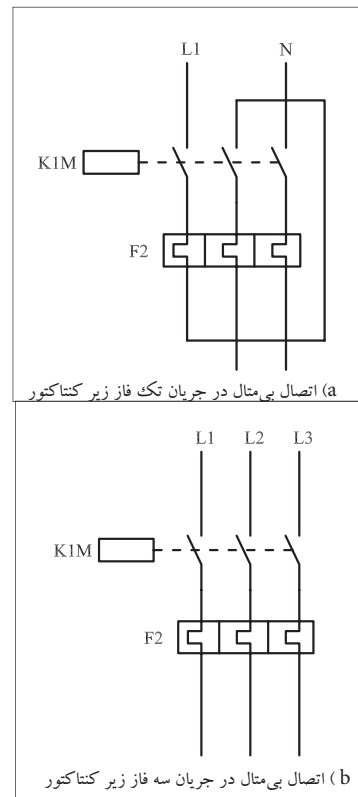 L1 N
K1M
F2
a) اتصال بی‌متال در جریان تک فاز زیر کنتاکتور
L1 L2 L3
K1M
F2
b) اتصال بی‌متال در جریان سه فاز زیر کنتاکتور